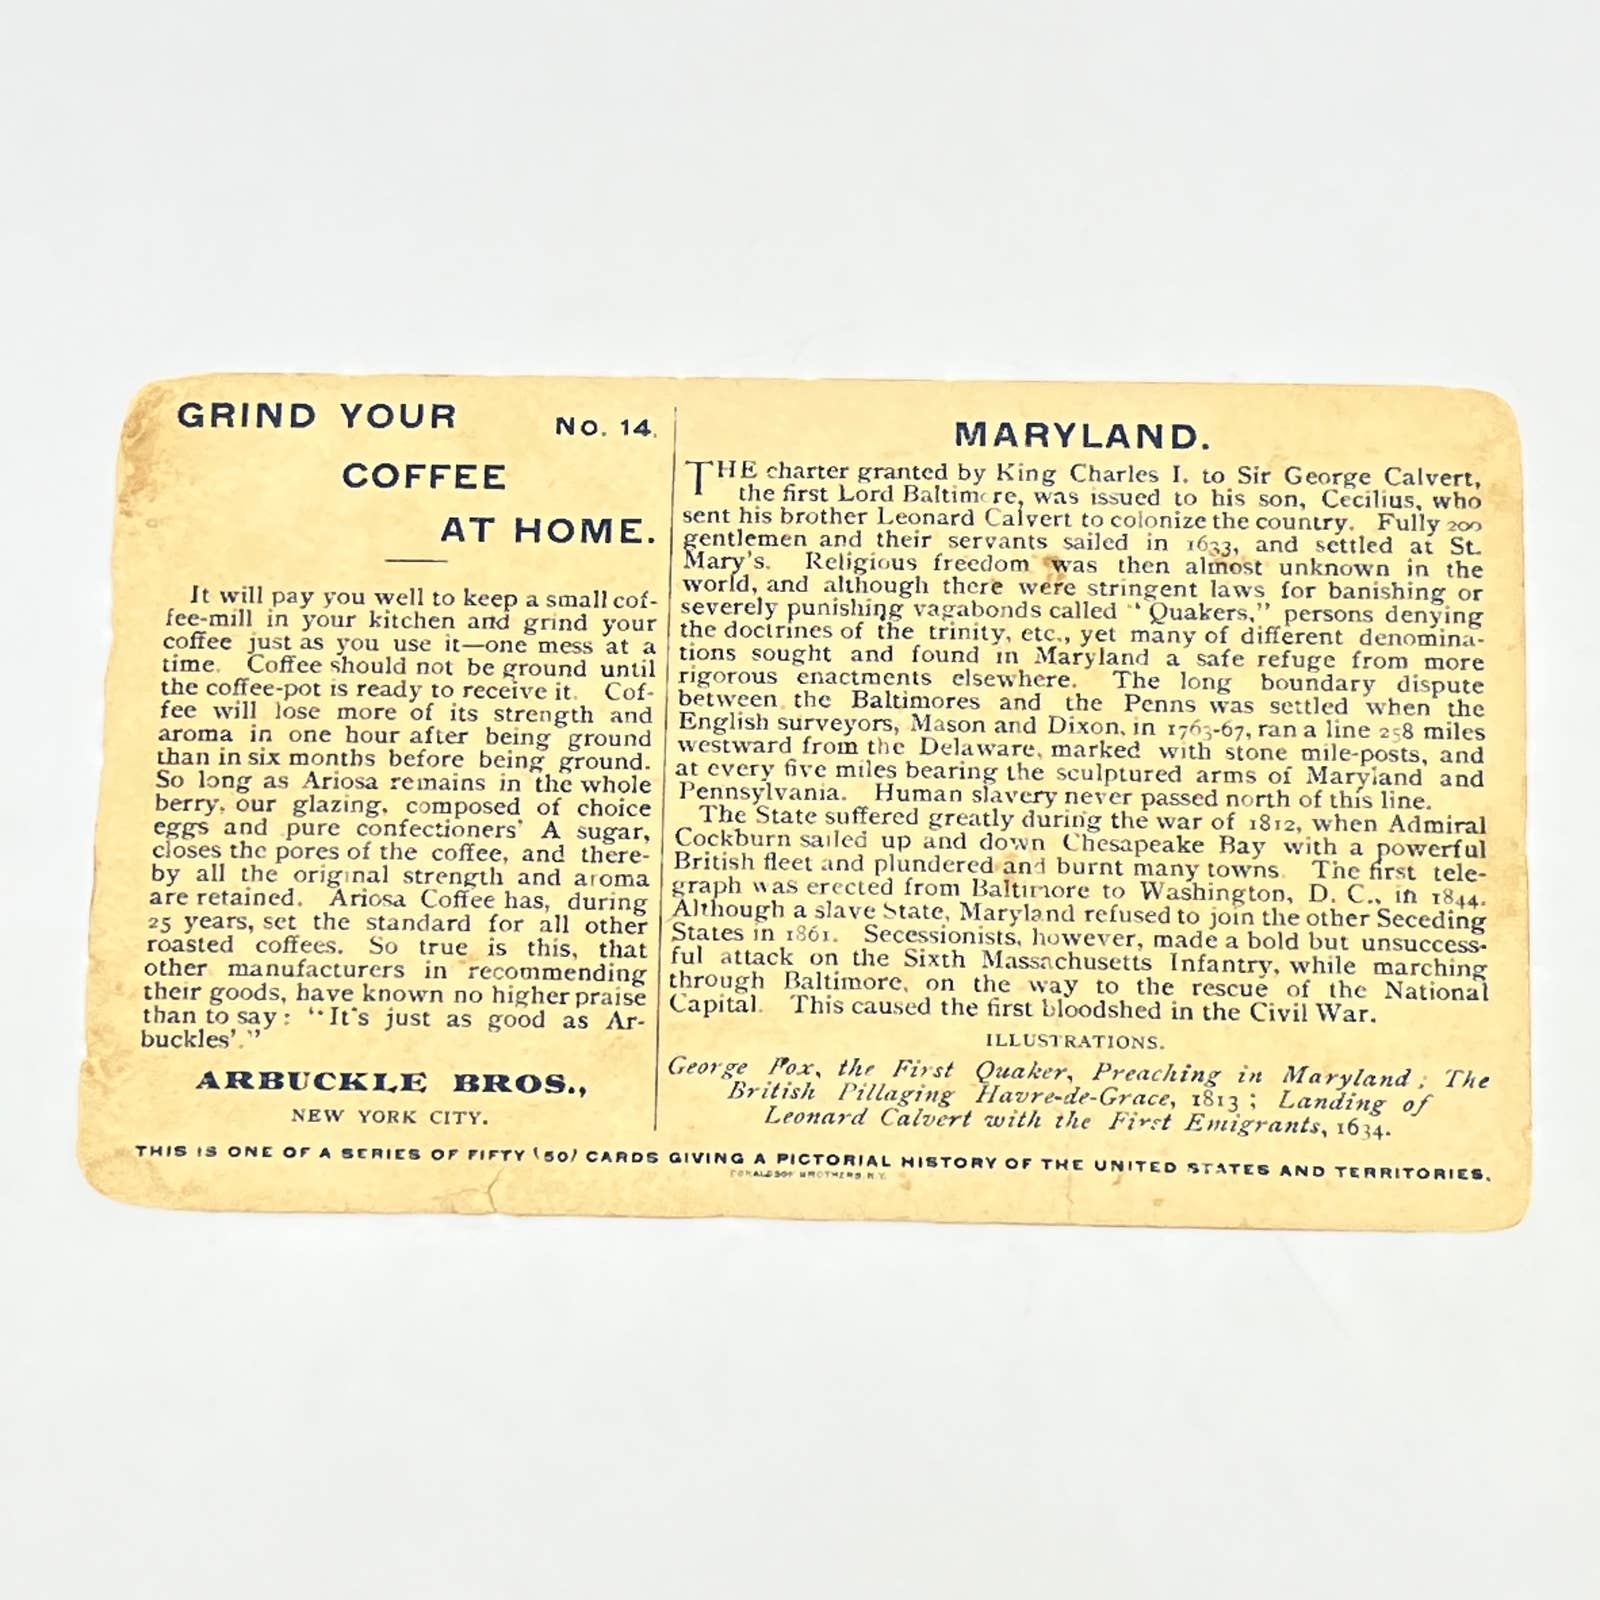 GRIND YOUR
No. 14.
COFFEE
AT HOME.
It will pay you well to keep a small cof-
fee-mill in your kitchen and grind your
coffee just as you use it—one mess at a
time. Coffee should not be ground until
the coffee-pot is ready to receive it. Cof-
fee will lose more of its strength and
aroma in one hour after being ground
than in six months before being ground.
So long as Ariosa remains in the whole
berry, our glazing, composed of choice
eggs and pure confectioners' A sugar,
closes the pores of the coffee, and there-
by all the original strength and aroma
are retained. Ariosa Coffee has, during
25 years, set the standard for all other
roasted coffees. So true is this, that
other manufacturers in recommending
their goods, have known no higher praise
than to say: "It's just as good as Ar-
buckles'."
ARBUCKLE BROS.,
NEW YORK CITY.
MARYLAND.
THE charter granted by King Charles I. to Sir George Calvert,
the first Lord Baltimore, was issued to his son, Cecilius, who
sent his brother Leonard Calvert to colonize the country. Fully 200
gentlemen and their servants sailed in 1633, and settled at St.
Mary's. Religious freedom was then almost unknown in the
world, and although there were stringent laws for banishing or
severely punishing vagabonds called "Quakers," persons denying
the doctrines of the trinity, etc., yet many of different denomina-
tions sought and found in Maryland a safe refuge from more
rigorous enactments elsewhere. The long boundary dispute
between the Baltimores and the Penns was settled when the
English surveyors, Mason and Dixon, in 1763-67, ran a line 258 miles
westward from the Delaware, marked with stone mile-posts, and
at every five miles bearing the sculptured arms of Maryland and
Pennsylvania. Human slavery never passed north of this line.
The State suffered greatly during the war of 1812, when Admiral
Cockburn sailed up and down Chesapeake Bay with a powerful
British fleet and plundered and burnt many towns. The first tele-
graph was erected from Baltimore to Washington, D. C., in 1844.
Although a slave State, Maryland refused to join the other Seceding
States in 1861. Secessionists, however, made a bold but unsuccess-
ful attack on the Sixth Massachusetts Infantry, while marching
through Baltimore, on the way to the rescue of the National
Capital. This caused the first bloodshed in the Civil War.
ILLUSTRATIONS.
George Fox, the First Quaker, Preaching in Maryland; The
British Pillaging Havre-de-Grace, 1813; Landing of
Leonard Calvert with the First Emigrants, 1634.
THIS IS ONE OF A SERIES OF FIFTY (50) CARDS GIVING A PICTORIAL HISTORY OF THE UNITED STATES AND TERRITORIES.
DONALDSON BROTHERS. N.Y.